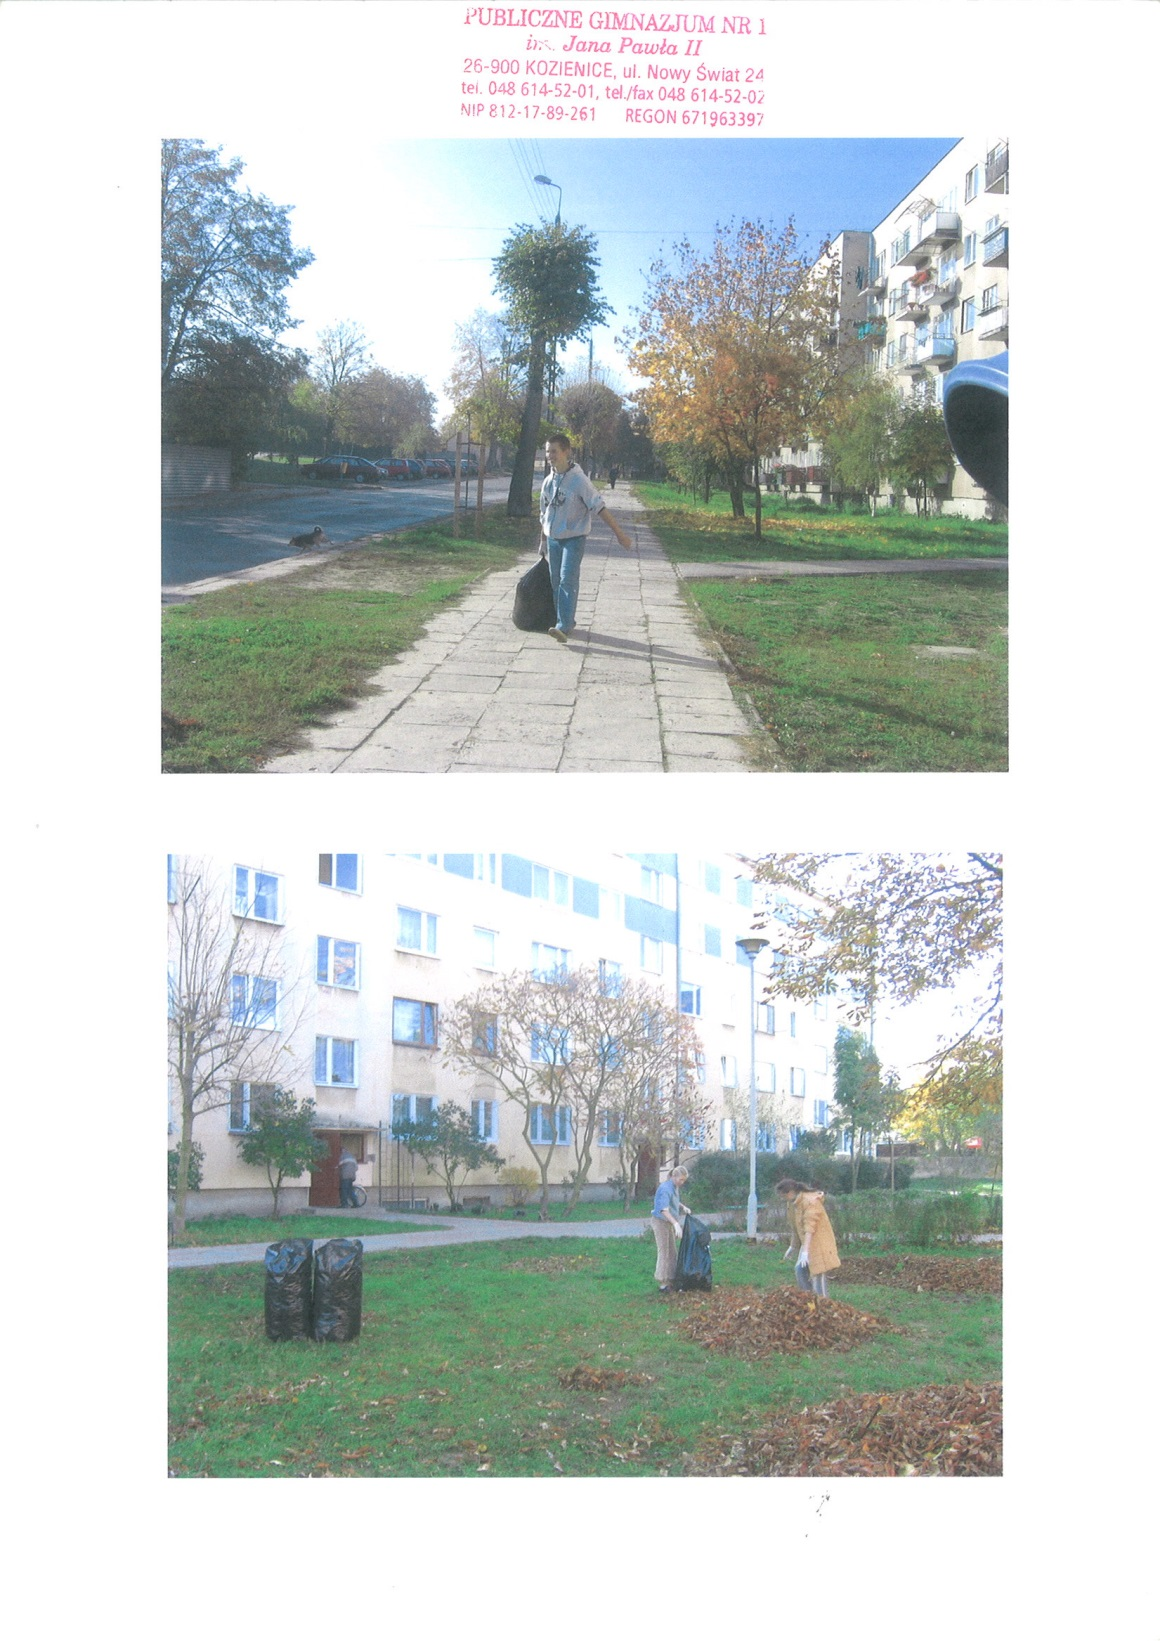 PUBLICZNE GIMNAZJUM NR 1
im. Jana Pawła II
26-900 KOZIENICE, ul. Nowy Świat 24
tel. 048 614-52-01, tel./fax 048 614-52-02
NIP 812-17-89-261 REGON 671963397